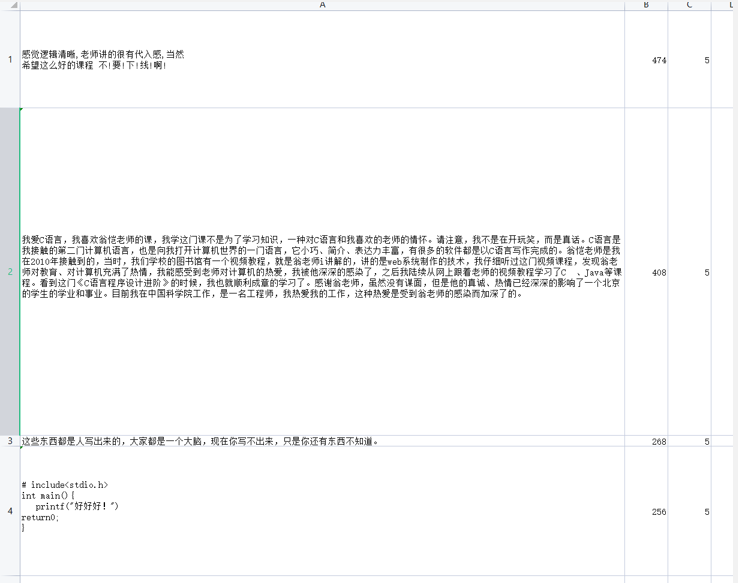 A B C
1
感觉逻辑清晰,老师讲的很有代入感,当然
希望这么好的课程 不!要!下!线!啊!
474 5
我爱C语言，我喜欢翁恺老师的课，我学这门课不是为了学习知识，一种对C语言和我喜欢的老师的情怀。请注意，我不是在开玩笑，而是真话。C语言是
我接触的第二门计算机语言，也是向我打开计算机世界的一门语言，它小巧、简介、表达力丰富，有很多的软件都是以C语言写作完成的。翁恺老师是我
在2010年接触到的，当时，我们学校的图书馆有一个视频教程，就是翁老师i讲解的，讲的是web系统制作的技术，我仔细听过这门视频课程，发现翁老
师对教育、对计算机充满了热情，我能感受到老师对计算机的热爱，我被他深深的感染了，之后我陆续从网上跟着老师的视频教程学习了C 、Java等课
程。看到这门《C语言程序设计进阶》的时候，我也就顺利成章的学习了。感谢翁老师，虽然没有课面，但是他的真诚、热情已经深深的影响了一个北京
的学生的学业和事业。目前我在中国科学院工作，是一名工程师，我热爱我的工作，这种热爱是受到翁老师的感染而加深了的。
2 408 5
3 这些东西都是人写出来的，大家都是一个大脑，现在你写不出来，只是你还有东西不知道。 268 5
# include<stdio.h>
int main(){
printf("好好好！")
return0;
}
4 256 5